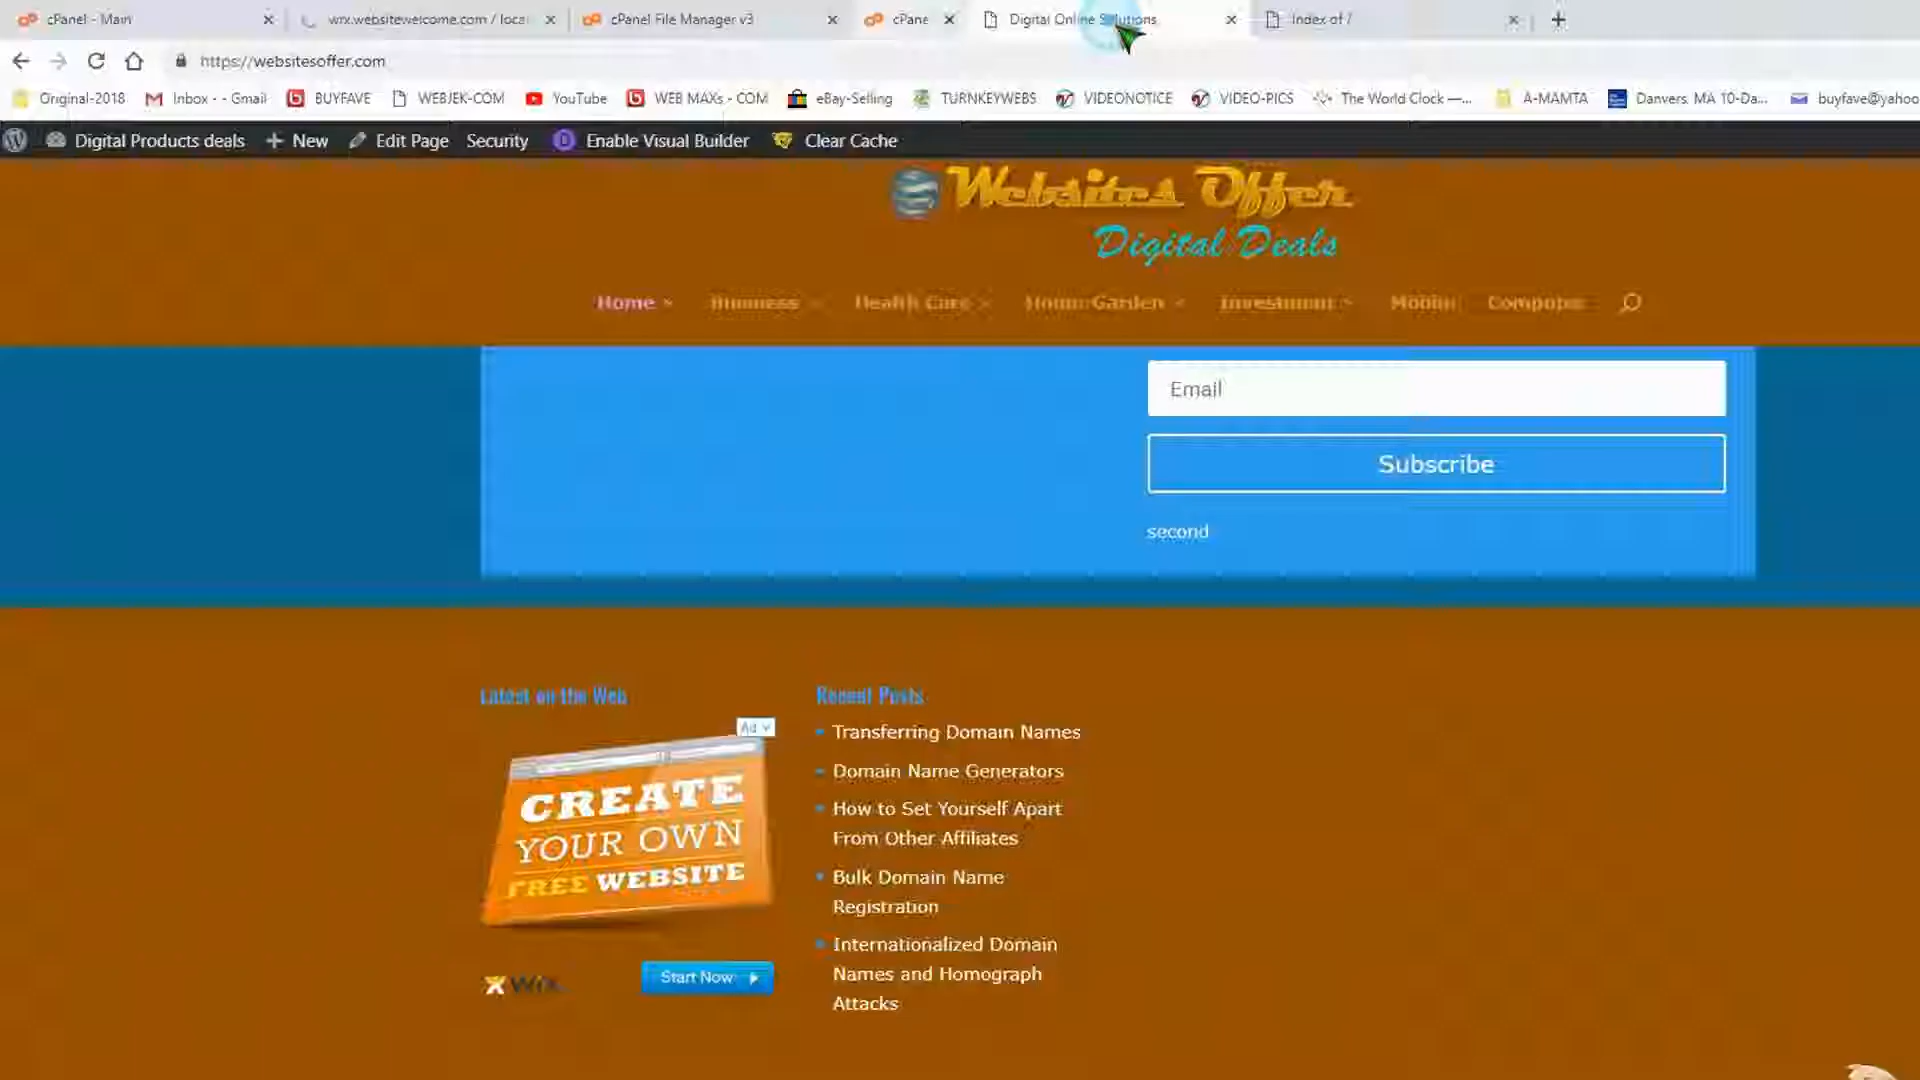 cPanel - Main
wrx.websitewelcome.com / loca
cPanel File Manager v3
cPane
Digital Online Solutions
Index of /
https://websitesoffer.com
Original-2018
Inbox - - Gmail
BUYFAVE
WEBJEK-COM
YouTube
WEB MAXs - COM
eBay-Selling
TURNKEYWEBS
VIDEONOTICE
VIDEO-PICS
The World Clock —...
A-MAMTA
Danvers. MA 10-Da...
buyfave@yahoo
Digital Products deals
New
Edit Page
Security
Enable Visual Builder
Clear Cache
Websites Offer
Digital Deals
Home
Business
Health Care
Home-Garden
Investment
Mobile
Computer
Email
Subscribe
second
Latest on the Web
Recent Posts
Ad
CREATE
YOUR OWN
FREE WEBSITE
WiX
Start Now
Transferring Domain Names
Domain Name Generators
How to Set Yourself Apart
From Other Affiliates
Bulk Domain Name
Registration
Internationalized Domain
Names and Homograph
Attacks